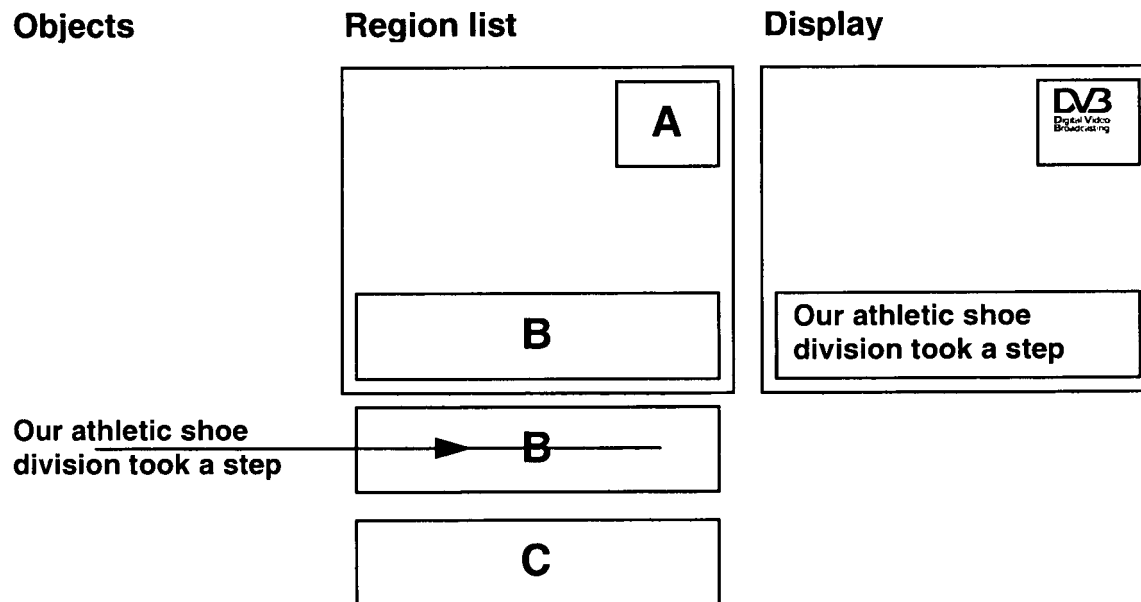 Objects
Region list
Display
A
DVB
Digital Video
Broadcasting
B
Our athletic shoe
division took a step
Our athletic shoe
division took a step
B
C